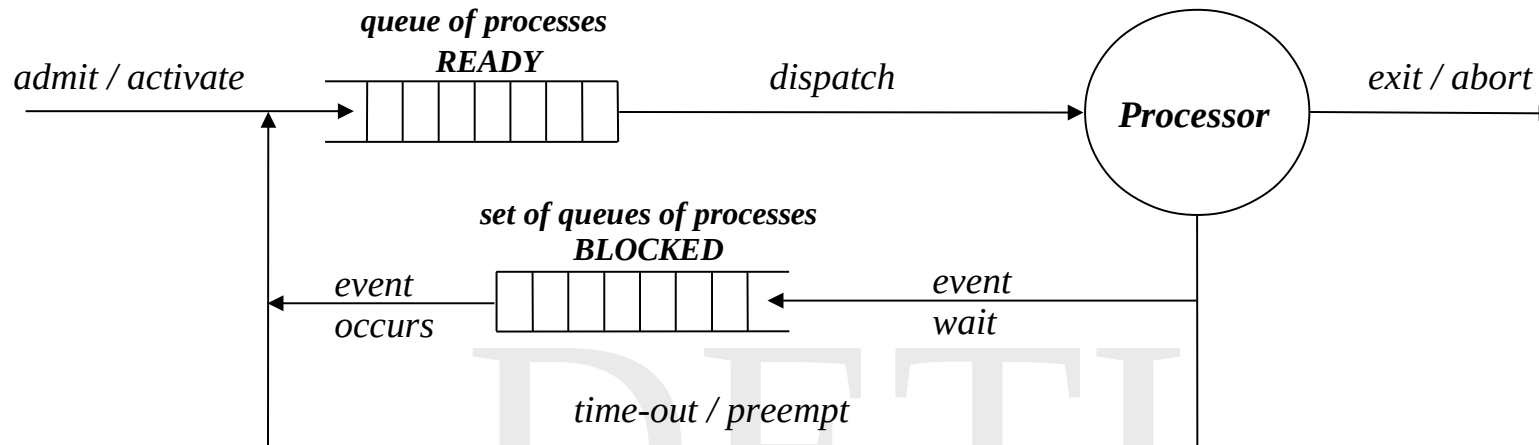 queue of processes
READY
admit / activate
dispatch
exit / abort
Processor
set of queues of processes
BLOCKED
event
occurs
event
wait
time-out / preempt
DETI